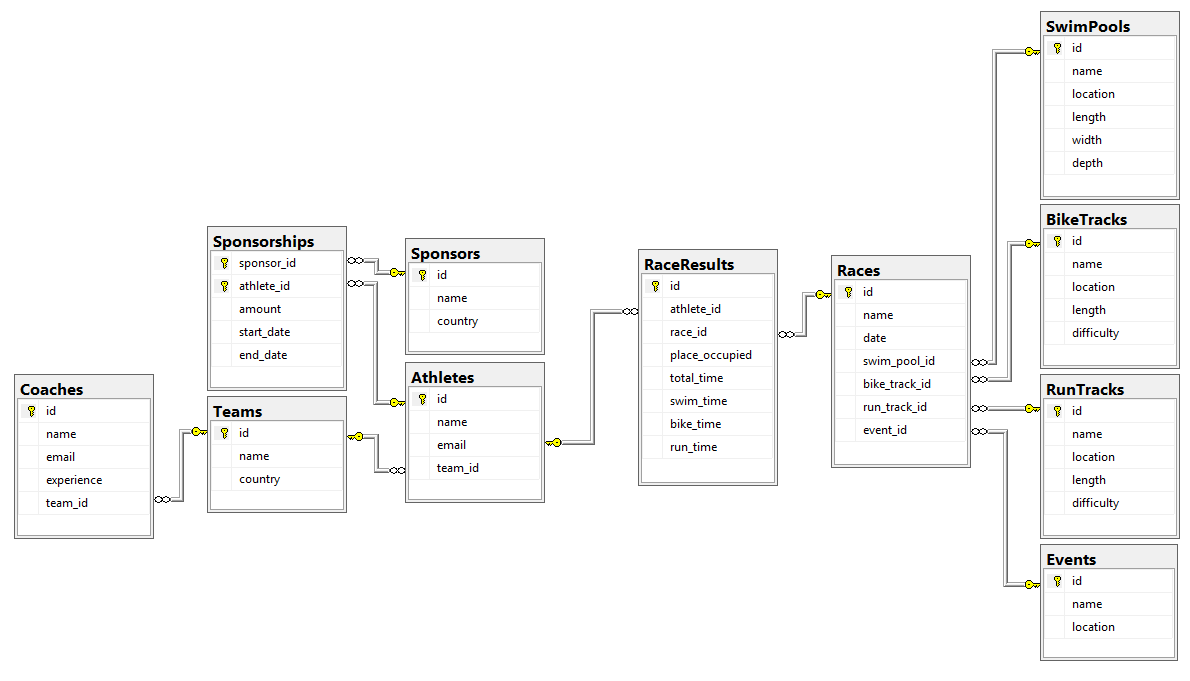 SwimPools
id
name
location
length
width
depth
BikeTracks
id
name
location
length
difficulty
Sponsorships
sponsor_id
athlete_id
amount
start_date
end_date
Sponsors
id
name
country
RaceResults
id
athlete_id
race_id
place_occupied
total_time
swim_time
bike_time
run_time
Races
id
name
date
swim_pool_id
bike_track_id
run_track_id
event_id
Coaches
id
name
email
experience
team_id
Teams
id
name
country
Athletes
id
name
email
team_id
RunTracks
id
name
location
length
difficulty
Events
id
name
location